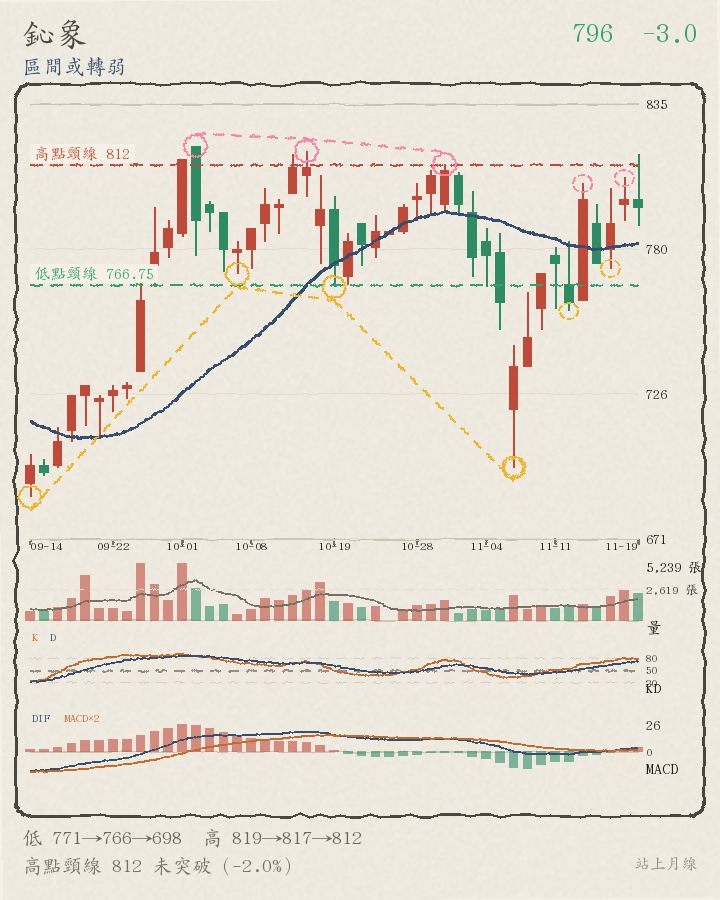 鈊象
796 -3.0
區間或轉弱
835
高點頸線 812
780
低點頸線 766.75
726
671
09-14 09-22 10-01 10-08 10-19 10-28 11-04 11-11 11-19
5,239 張
2,619 張
量
K D
80
50
20
KD
DIF MACD×2
26
0
MACD
低 771→766→698 高 819→817→812
高點頸線 812 未突破 (-2.0%)
站上月線